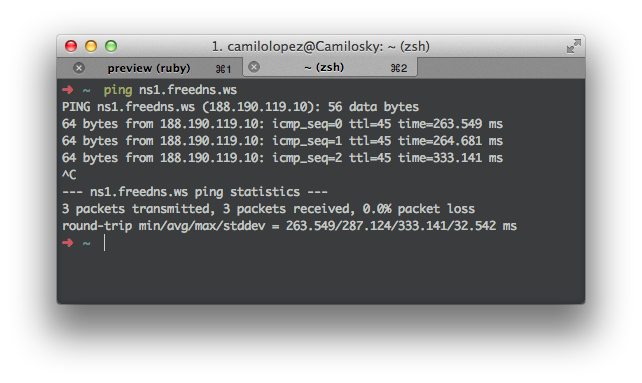 1. camilolopez@Camilosky: ~ (zsh)
preview (ruby) ⌘1 ~ (zsh) ⌘2
➜ ~ ping ns1.freedns.ws
PING ns1.freedns.ws (188.190.119.10): 56 data bytes
64 bytes from 188.190.119.10: icmp_seq=0 ttl=45 time=263.549 ms
64 bytes from 188.190.119.10: icmp_seq=1 ttl=45 time=264.681 ms
64 bytes from 188.190.119.10: icmp_seq=2 ttl=45 time=333.141 ms
^C
--- ns1.freedns.ws ping statistics ---
3 packets transmitted, 3 packets received, 0.0% packet loss
round-trip min/avg/max/stddev = 263.549/287.124/333.141/32.542 ms
➜ ~